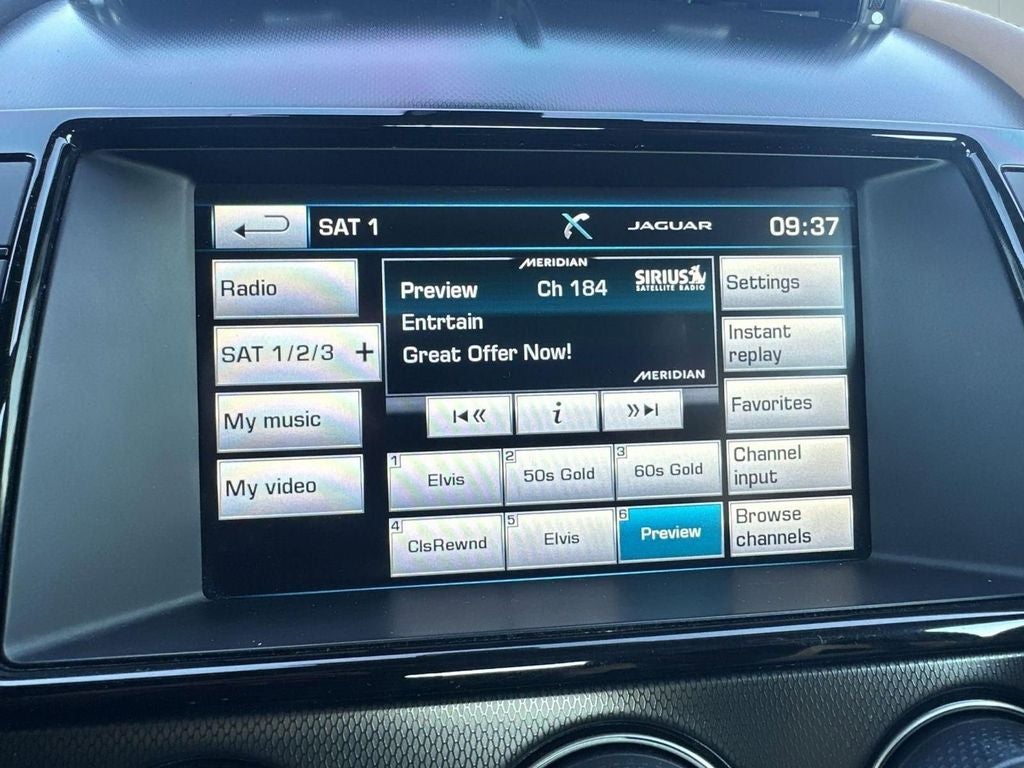 SAT 1
JAGUAR
09:37
Radio
SAT 1/2/3 +
My music
My video
MERIDIAN
Preview
Ch 184
SIRIUS
SATELLITE RADIO
Entrtain
Great Offer Now!
MERIDIAN
i
1 Elvis
2 50s Gold
3 60s Gold
4 ClsRewnd
5 Elvis
6 Preview
Settings
Instant
replay
Favorites
Channel
input
Browse
channels